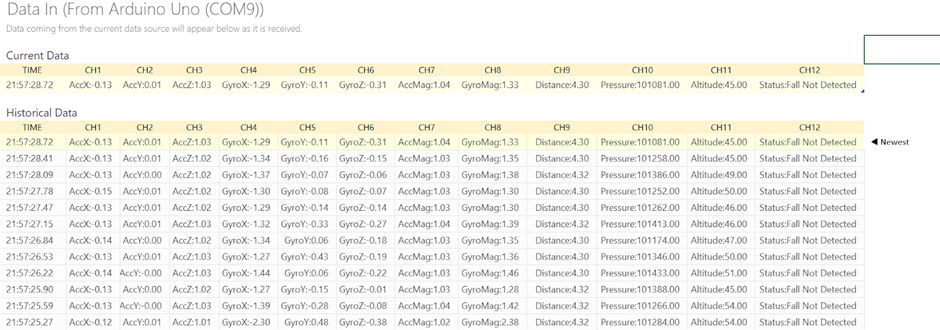 Data In (From Arduino Uno (COM9))
Data coming from the current data source will appear below as it is received.
Current Data
TIME CH1 CH2 CH3 CH4 CH5 CH6 CH7 CH8 CH9 CH10 CH11 CH12
21:57:28.72 AccX:-0.13 AccY:0.01 AccZ:1.03 GyroX:-1.29 GyroY:-0.11 GyroZ:-0.31 AccMag:1.04 GyroMag:1.33 Distance:4.30 Pressure:101081.00 Altitude:45.00 Status:Fall Not Detected
Historical Data
TIME CH1 CH2 CH3 CH4 CH5 CH6 CH7 CH8 CH9 CH10 CH11 CH12
21:57:28.72 AccX:-0.13 AccY:0.01 AccZ:1.03 GyroX:-1.29 GyroY:-0.11 GyroZ:-0.31 AccMag:1.04 GyroMag:1.33 Distance:4.30 Pressure:101081.00 Altitude:45.00 Status:Fall Not Detected ◀ Newest
21:57:28.41 AccX:-0.13 AccY:0.01 AccZ:1.02 GyroX:-1.34 GyroY:-0.16 GyroZ:-0.15 AccMag:1.03 GyroMag:1.35 Distance:4.30 Pressure:101258.00 Altitude:45.00 Status:Fall Not Detected
21:57:28.09 AccX:-0.13 AccY:0.00 AccZ:1.02 GyroX:-1.37 GyroY:-0.07 GyroZ:-0.06 AccMag:1.03 GyroMag:1.38 Distance:4.32 Pressure:101386.00 Altitude:49.00 Status:Fall Not Detected
21:57:27.78 AccX:-0.15 AccY:0.01 AccZ:1.02 GyroX:-1.30 GyroY:-0.08 GyroZ:-0.07 AccMag:1.03 GyroMag:1.30 Distance:4.30 Pressure:101252.00 Altitude:50.00 Status:Fall Not Detected
21:57:27.47 AccX:-0.13 AccY:0.01 AccZ:1.02 GyroX:-1.29 GyroY:-0.14 GyroZ:-0.14 AccMag:1.03 GyroMag:1.30 Distance:4.30 Pressure:101262.00 Altitude:46.00 Status:Fall Not Detected
21:57:27.15 AccX:-0.13 AccY:0.01 AccZ:1.03 GyroX:-1.32 GyroY:-0.33 GyroZ:-0.27 AccMag:1.04 GyroMag:1.39 Distance:4.32 Pressure:101413.00 Altitude:46.00 Status:Fall Not Detected
21:57:26.84 AccX:-0.14 AccY:0.00 AccZ:1.02 GyroX:-1.34 GyroY:0.06 GyroZ:-0.18 AccMag:1.03 GyroMag:1.35 Distance:4.30 Pressure:101174.00 Altitude:47.00 Status:Fall Not Detected
21:57:26.53 AccX:-0.13 AccY:0.01 AccZ:1.03 GyroX:-1.27 GyroY:-0.43 GyroZ:-0.19 AccMag:1.03 GyroMag:1.36 Distance:4.30 Pressure:101346.00 Altitude:50.00 Status:Fall Not Detected
21:57:26.22 AccX:-0.14 AccY:-0.00 AccZ:1.03 GyroX:-1.44 GyroY:0.06 GyroZ:-0.22 AccMag:1.03 GyroMag:1.46 Distance:4.30 Pressure:101433.00 Altitude:51.00 Status:Fall Not Detected
21:57:25.90 AccX:-0.13 AccY:0.01 AccZ:1.02 GyroX:-1.27 GyroY:-0.15 GyroZ:-0.01 AccMag:1.03 GyroMag:1.28 Distance:4.32 Pressure:101388.00 Altitude:45.00 Status:Fall Not Detected
21:57:25.59 AccX:-0.13 AccY:-0.00 AccZ:1.03 GyroX:-1.39 GyroY:-0.28 GyroZ:-0.08 AccMag:1.04 GyroMag:1.42 Distance:4.32 Pressure:101266.00 Altitude:54.00 Status:Fall Not Detected
21:57:25.27 AccX:-0.12 AccY:0.01 AccZ:1.01 GyroX:-2.30 GyroY:0.48 GyroZ:-0.38 AccMag:1.02 GyroMag:2.38 Distance:4.32 Pressure:101284.00 Altitude:54.00 Status:Fall Not Detected